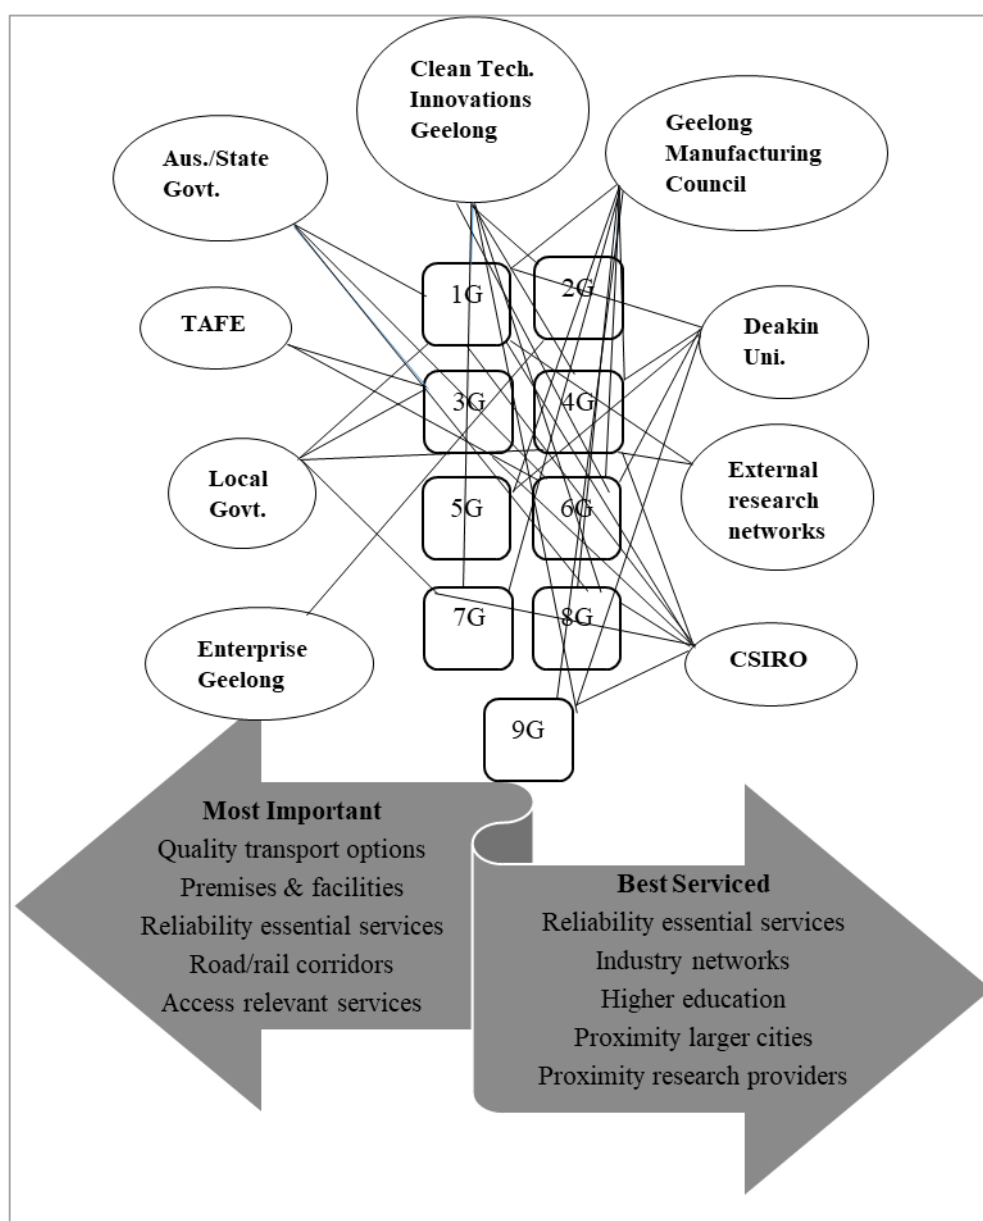 Clean Tech.
Innovations
Geelong
Geelong
Manufacturing
Council
Aus./State
Govt.
1G
2G
TAFE
Deakin
Uni.
3G
4G
Local
Govt.
External
research
networks
5G
6G
7G
8G
Enterprise
Geelong
CSIRO
9G
Most Important
Quality transport options
Premises & facilities
Reliability essential services
Road/rail corridors
Access relevant services
Best Serviced
Reliability essential services
Industry networks
Higher education
Proximity larger cities
Proximity research providers